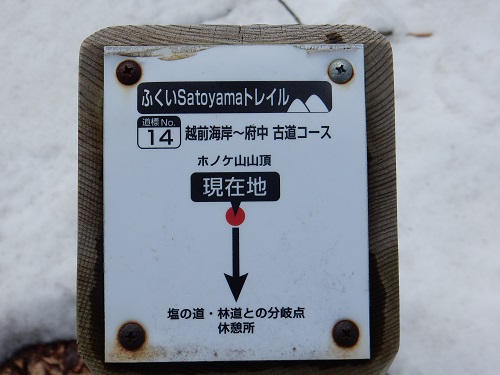 ふくいSatoyamaトレイル
道標No.
14 越前海岸～府中 古道コース
ホノケ山山頂
現在地
塩の道・林道との分岐点
休憩所